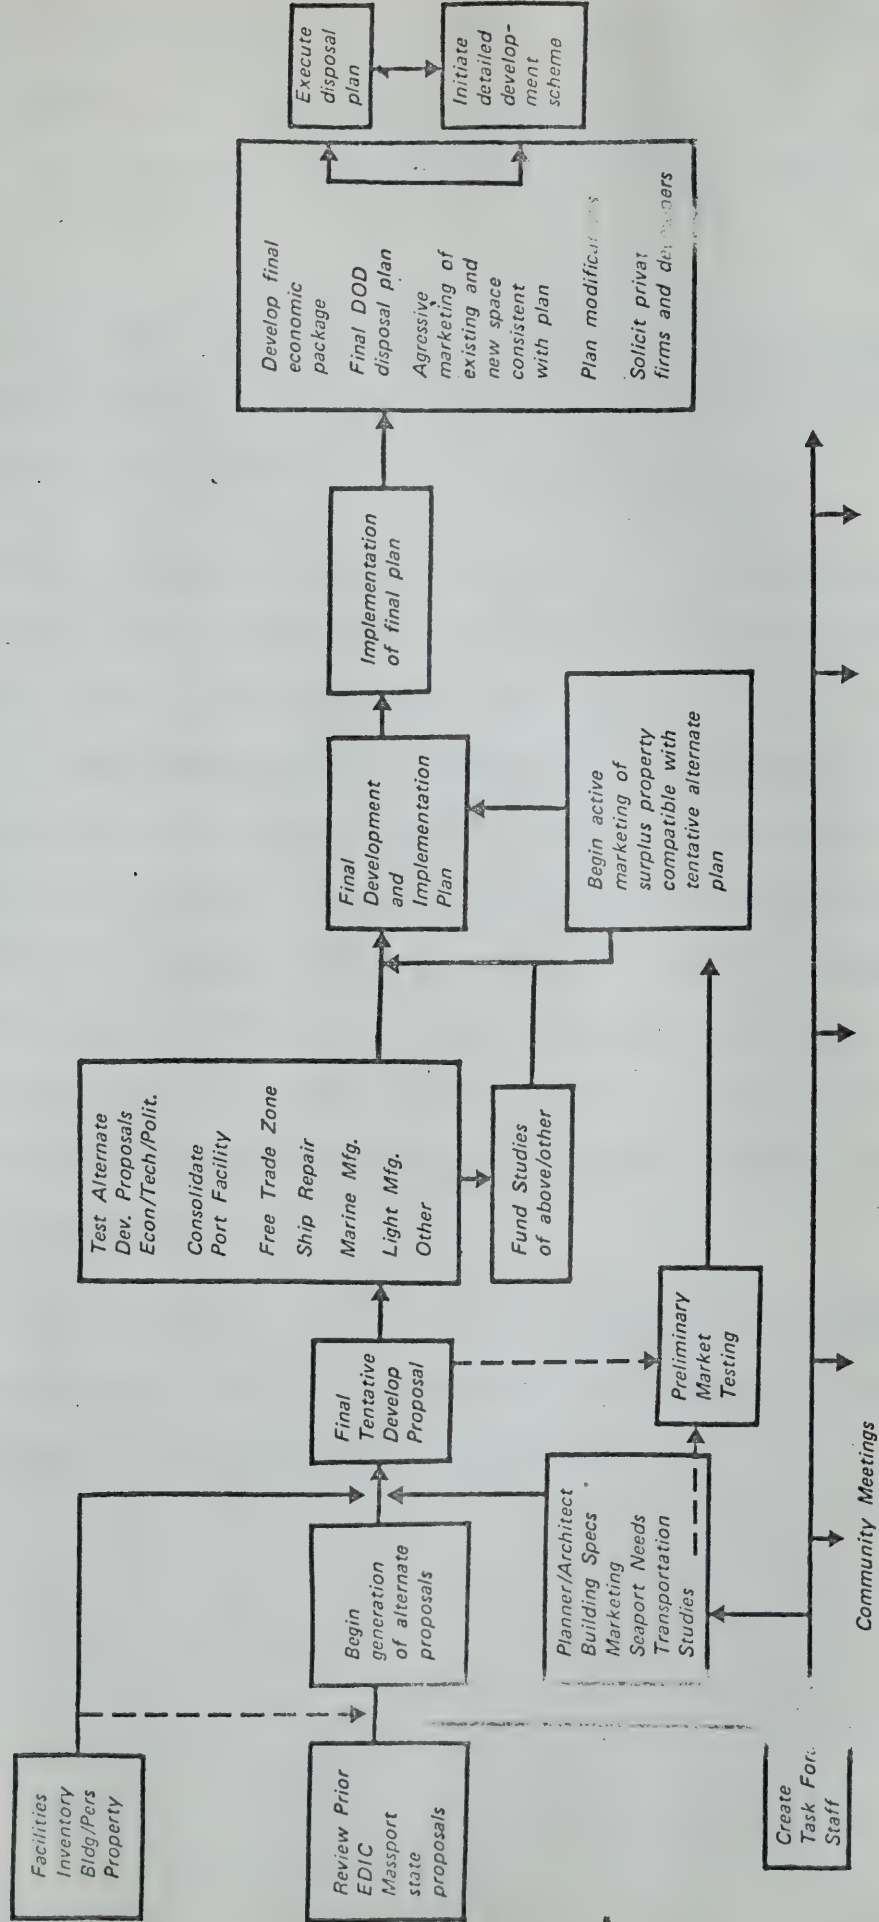 Facilities
Inventory
Bldg/Pers
Property
Review Prior
EDIC
Massport
state
proposals
Create
Task
Staff
Begin
generation
of alternate
proposals
Planner/Architect
Building Specs
Marketing
Seaport Needs
Transportation
Studies
Final
Tentative
Develop
Proposal
Preliminary
Market
Testing
Community Meetings
Test Alternate
Dev. Proposals
Econ/Tech/Polit.
Consolidate
Port Facility
Free Trade Zone
Ship Repair
Marine Mfg.
Light Mfg.
Other
Fund Studies
of above/other
Final
Development
and
Implementation
Plan
Begin active
marketing of
surplus property
compatible with
tentative alternate
plan
Implementation
of final plan
Develop final
economic
package
Final DOD
disposal plan
Agressive
marketing of
existing and
new space
consistent
with plan
Plan
Solicit
firms and
Execute
disposal
plan
Initiate
detailed
develop-
ment
scheme